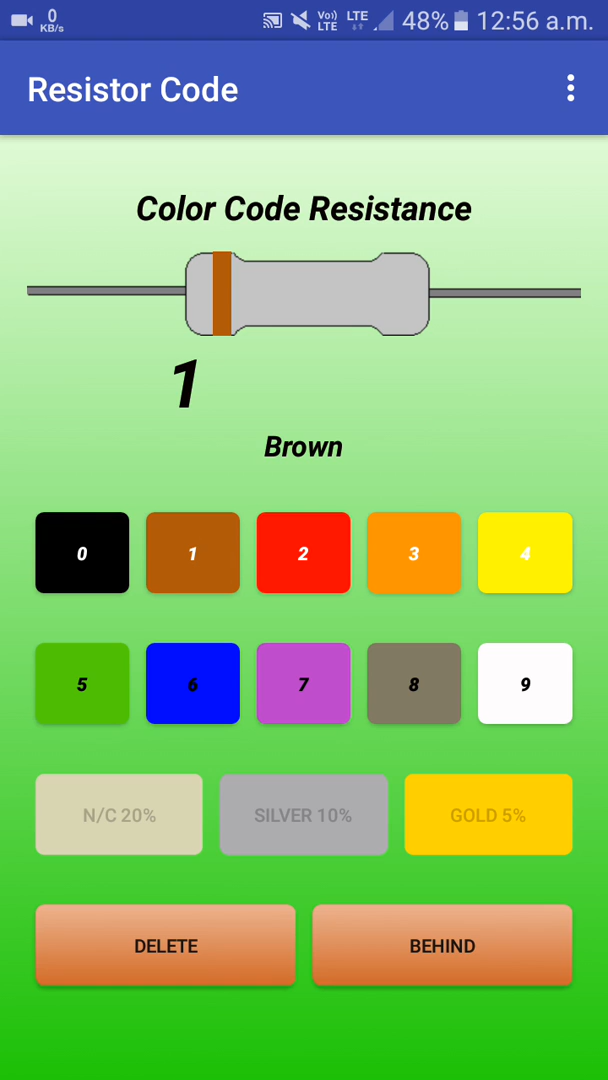 0
KB/s
Vo))
LTE
LTE
48%
12:56 a.m.
Resistor Code
Color Code Resistance
1
Brown
0 1 2 3 4
5 6 7 8 9
N/C 20% SILVER 10% GOLD 5%
DELETE BEHIND